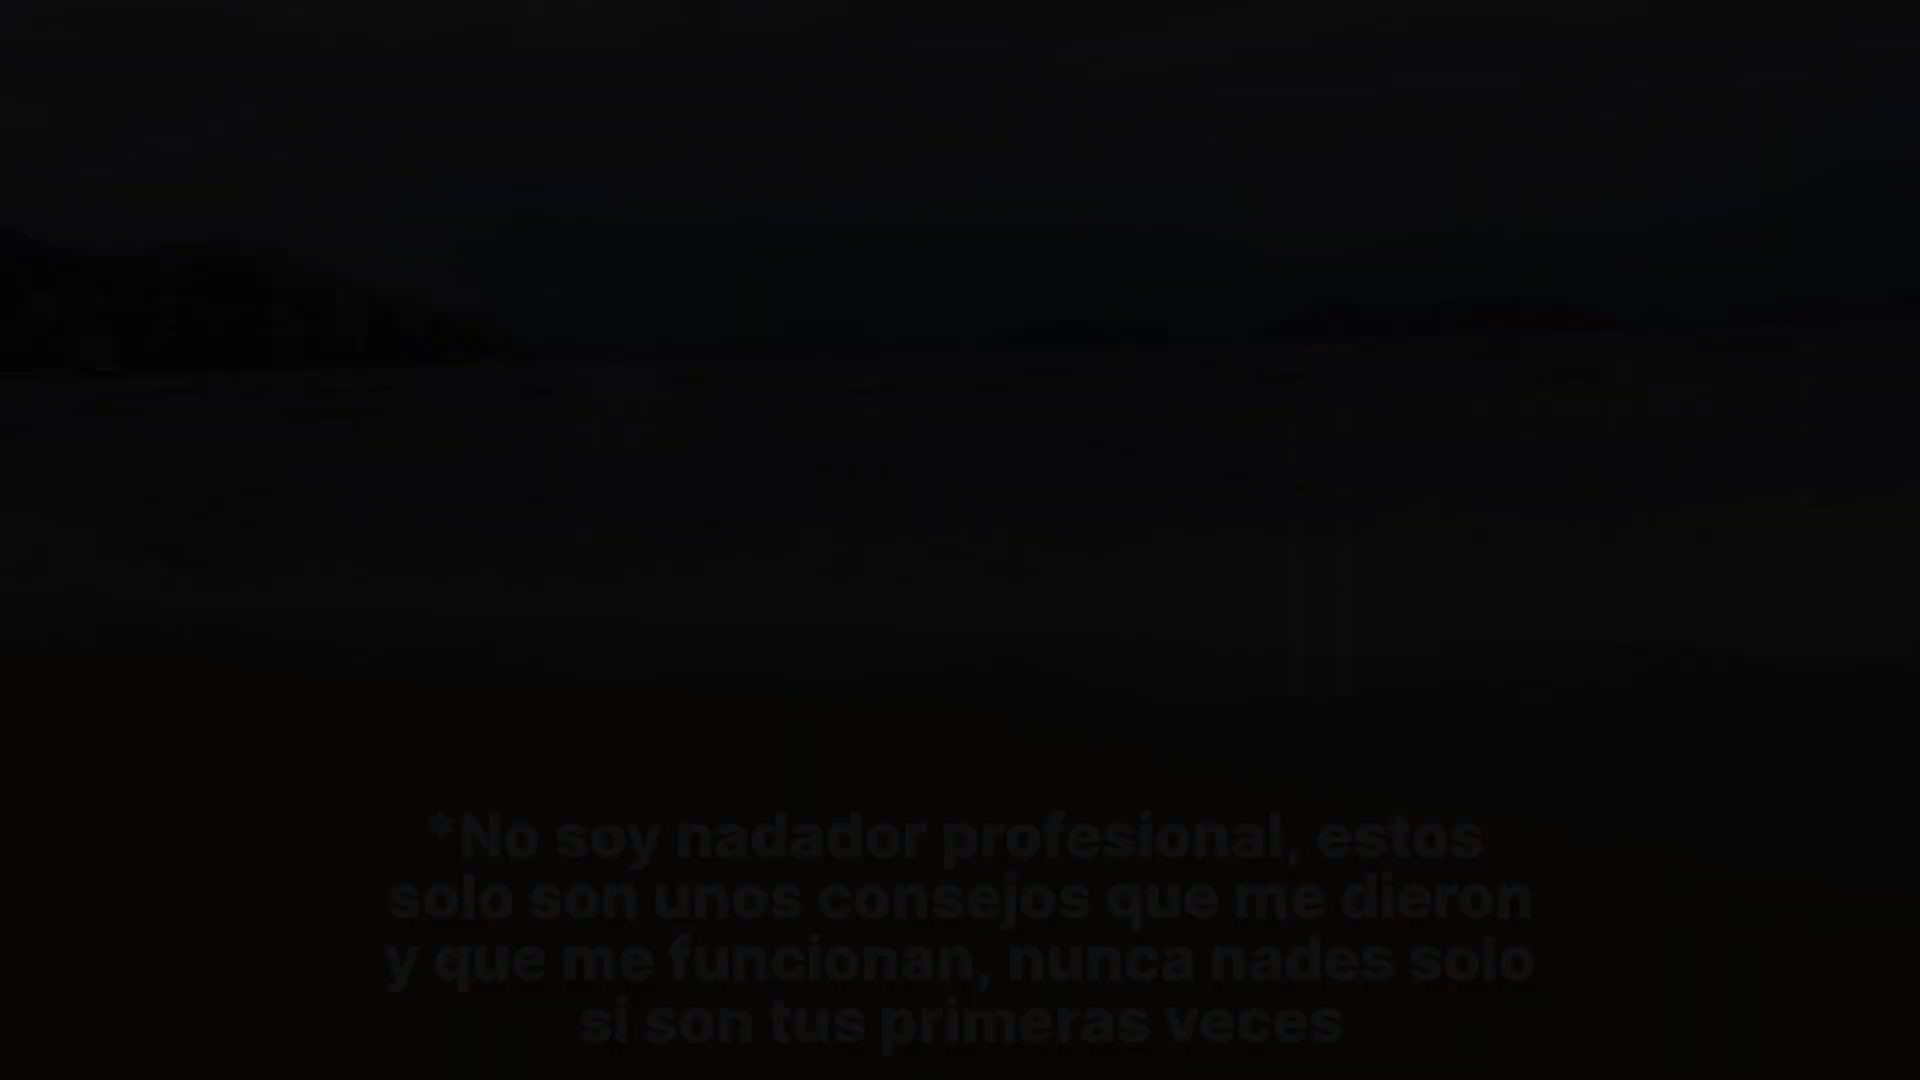 *No soy nadador profesional, estos
solo son unos consejos que me dieron
y que me funcionan, nunca nades solo
si son tus primeras veces